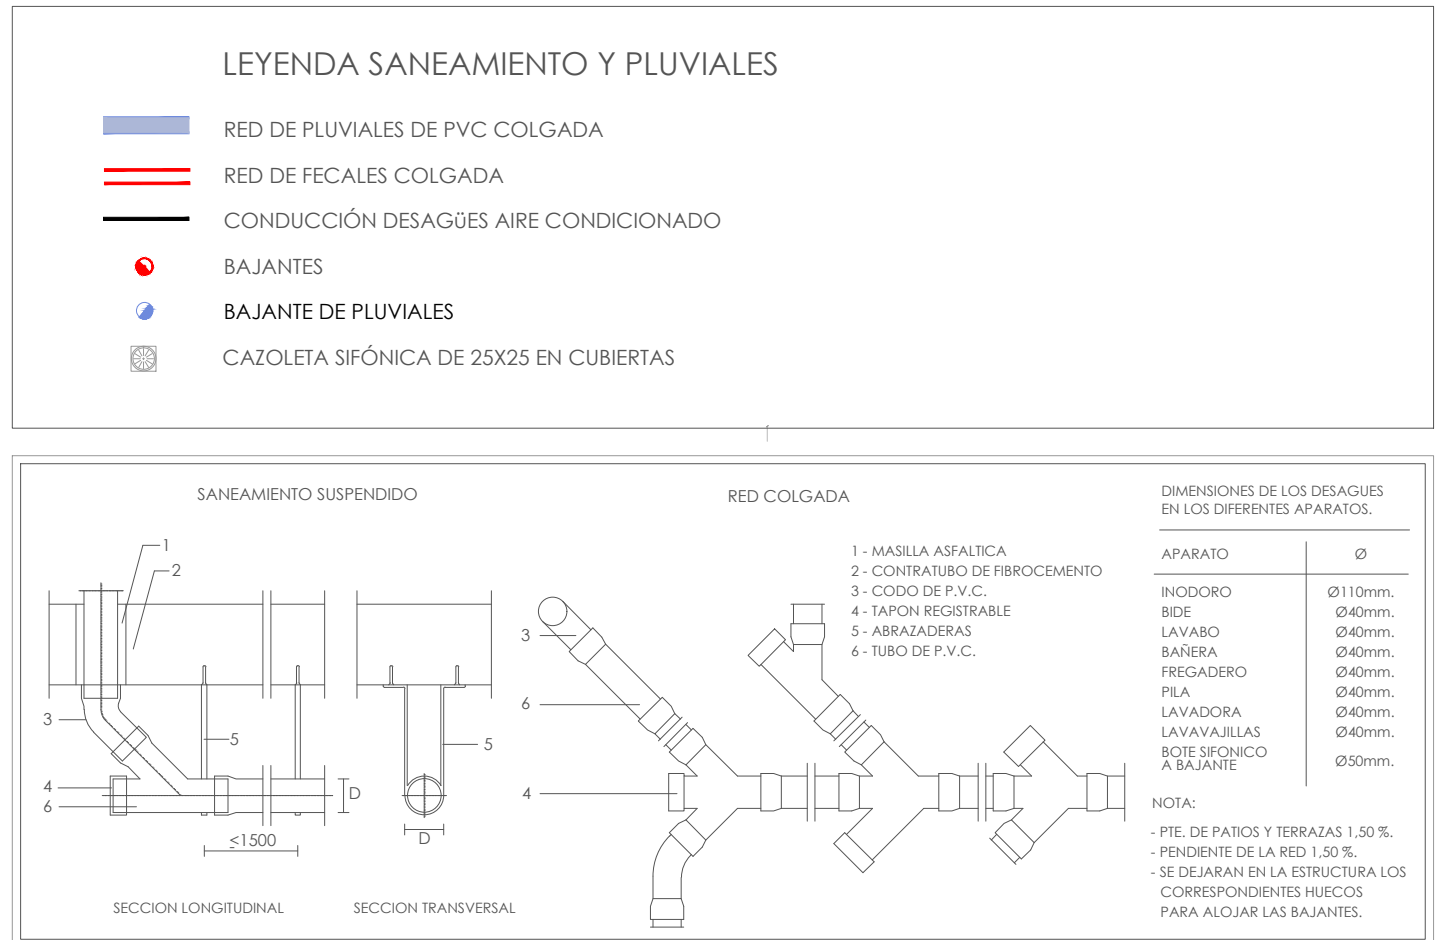 LEYENDA SANEAMIENTO Y PLUVIALES
RED DE PLUVIALES DE PVC COLGADA
RED DE FECALES COLGADA
CONDUCCIÓN DESAGüES AIRE CONDICIONADO
BAJANTES
BAJANTE DE PLUVIALES
CAZOLETA SIFÓNICA DE 25X25 EN CUBIERTAS
SANEAMIENTO SUSPENDIDO
1
2
3
5
4
6
D
≤1500
SECCION LONGITUDINAL
5
D
SECCION TRANSVERSAL
RED COLGADA
1 - MASILLA ASFALTICA
2 - CONTRATUBO DE FIBROCEMENTO
3 - CODO DE P.V.C.
4 - TAPON REGISTRABLE
5 - ABRAZADERAS
6 - TUBO DE P.V.C.
3
6
4
DIMENSIONES DE LOS DESAGUES
EN LOS DIFERENTES APARATOS.
APARATO Ø
INODORO Ø110mm.
BIDE Ø40mm.
LAVABO Ø40mm.
BAÑERA Ø40mm.
FREGADERO Ø40mm.
PILA Ø40mm.
LAVADORA Ø40mm.
LAVAVAJILLAS Ø40mm.
BOTE SIFONICO
A BAJANTE Ø50mm.
NOTA:
- PTE. DE PATIOS Y TERRAZAS 1,50 %.
- PENDIENTE DE LA RED 1,50 %.
- SE DEJARAN EN LA ESTRUCTURA LOS
CORRESPONDIENTES HUECOS
PARA ALOJAR LAS BAJANTES.